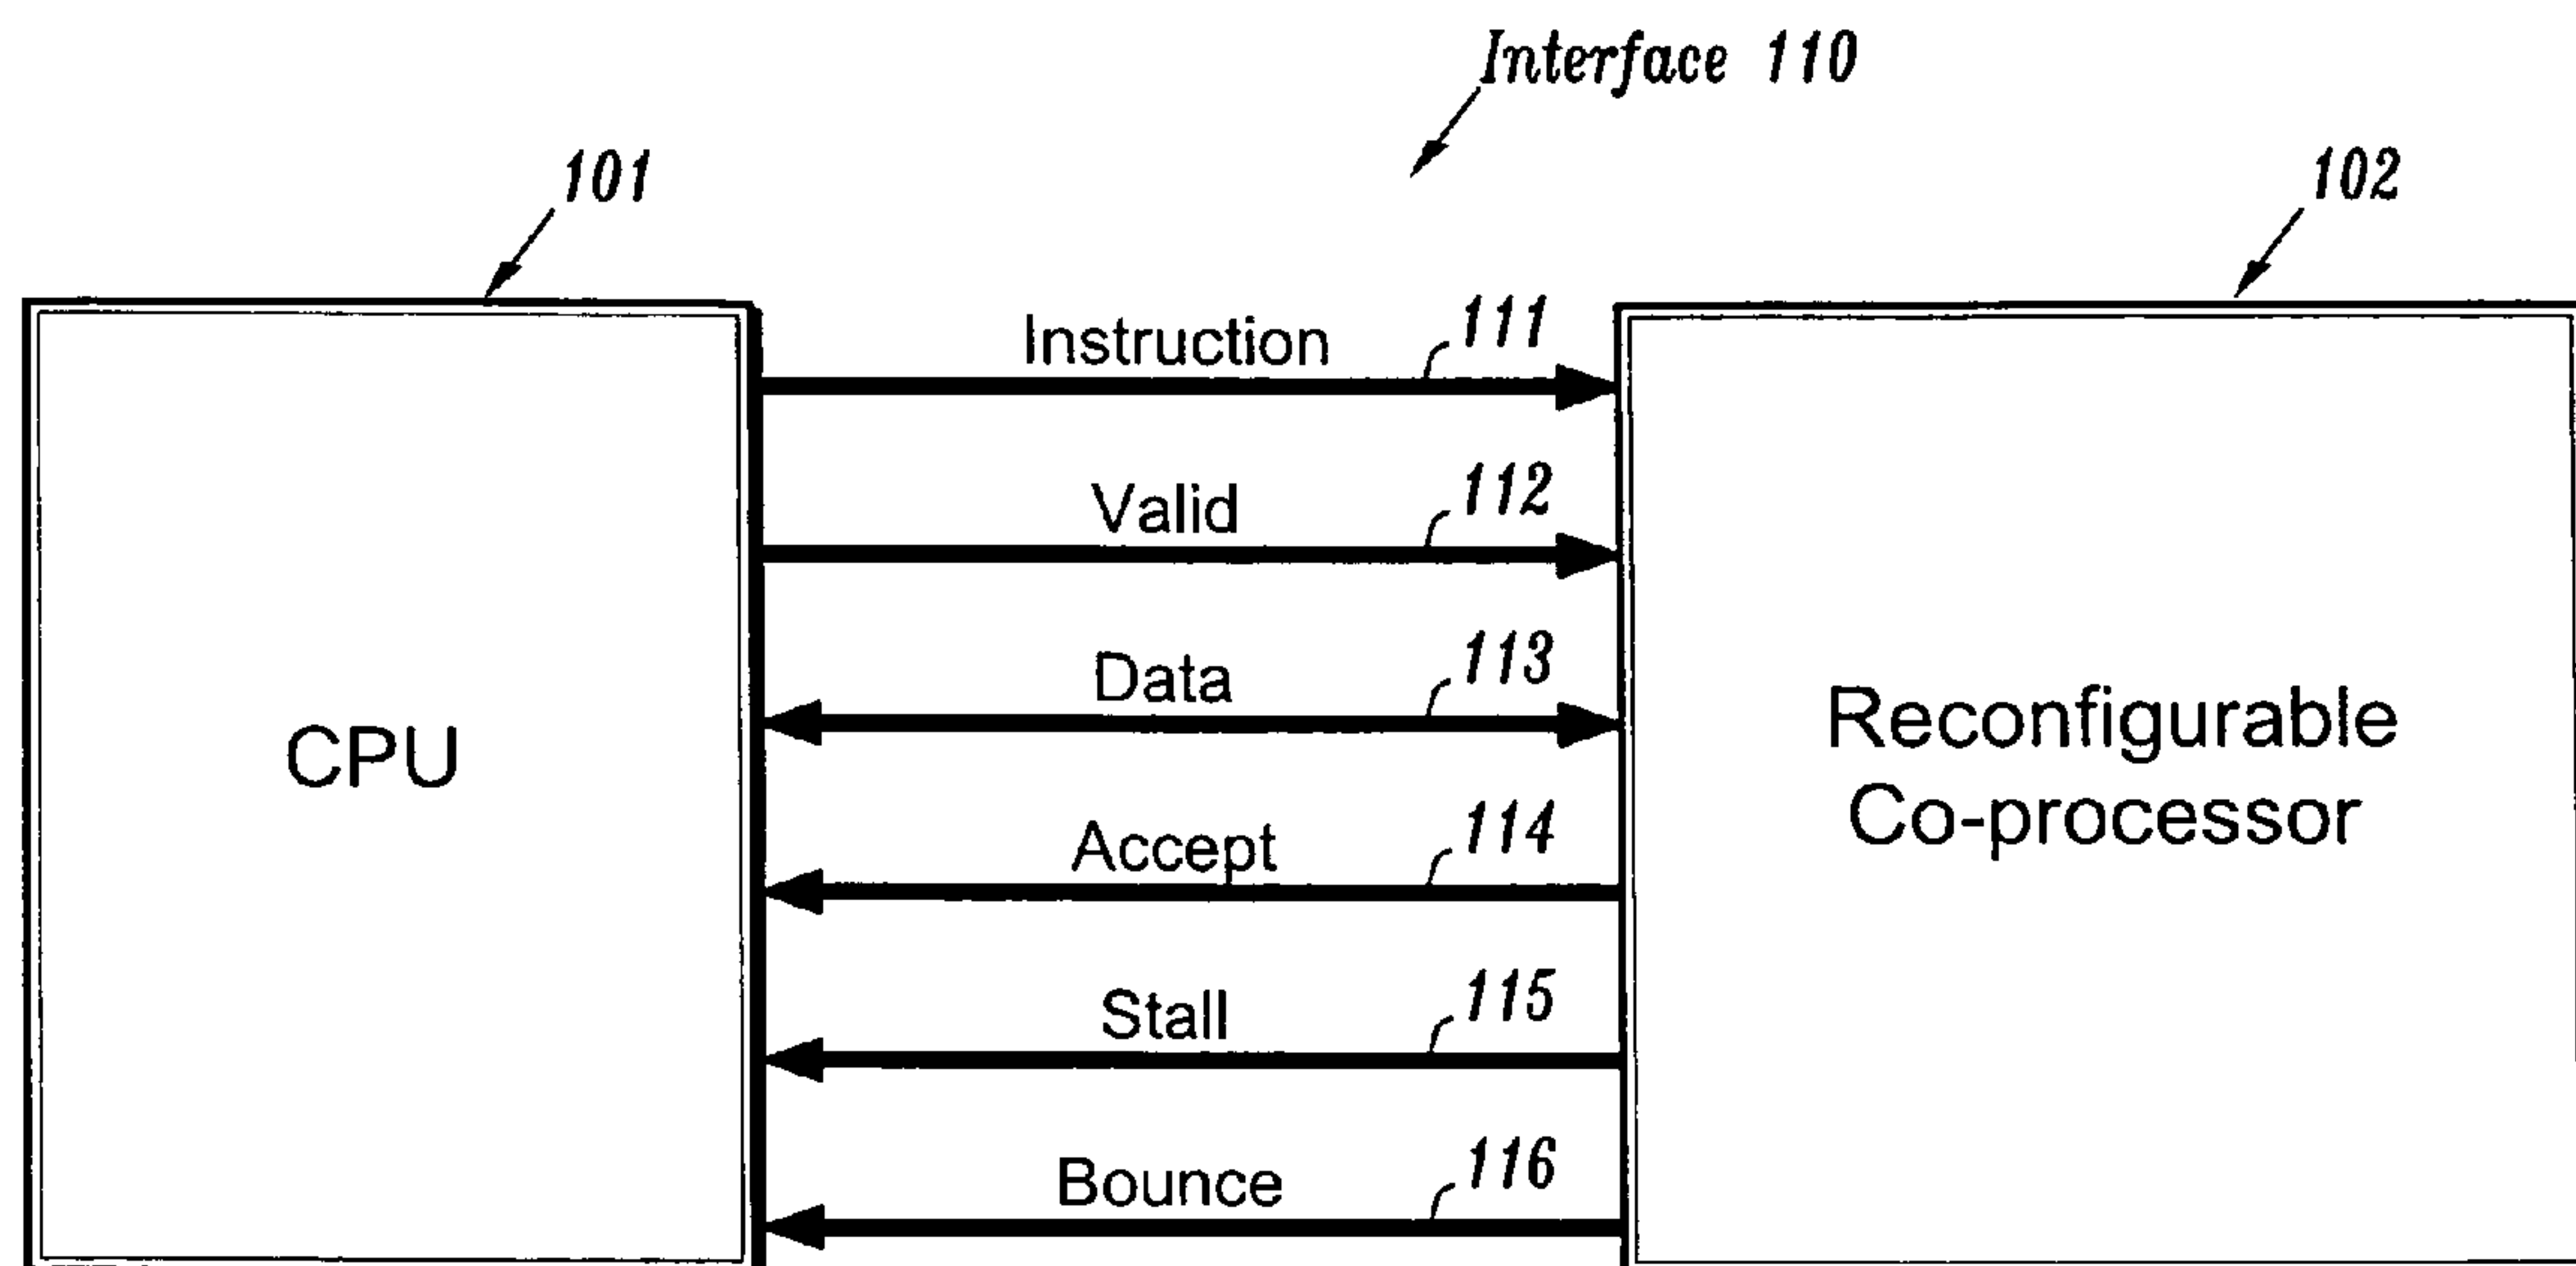 Interface 110
101
102
Instruction 111
Valid 112
Data 113
CPU
Reconfigurable
Co-processor
Accept 114
Stall 115
Bounce 116